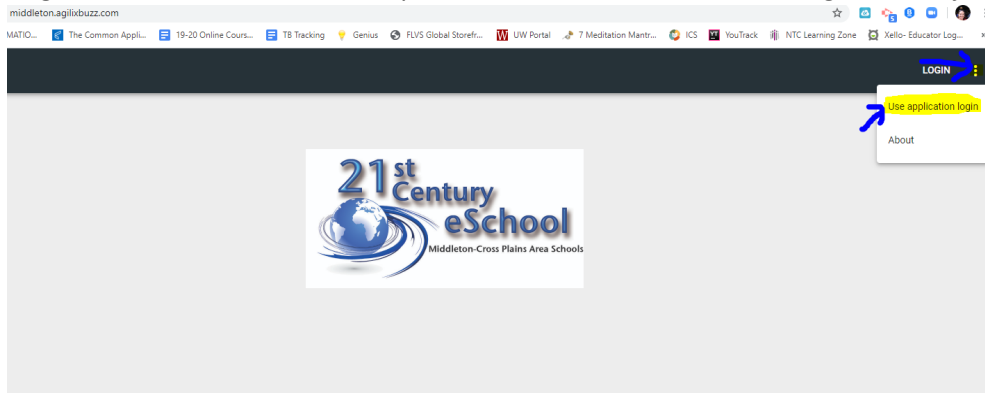 middleton.agilixbuzz.com
MATIO... The Common Appli... 19-20 Online Cours... TB Tracking Genius FLVS Global Storefr... UW Portal 7 Meditation Mantr... ICS YouTrack NTC Learning Zone Xello- Educator Log...
LOGIN
Use application login
About
21st
Century
eSchool
Middleton-Cross Plains Area Schools